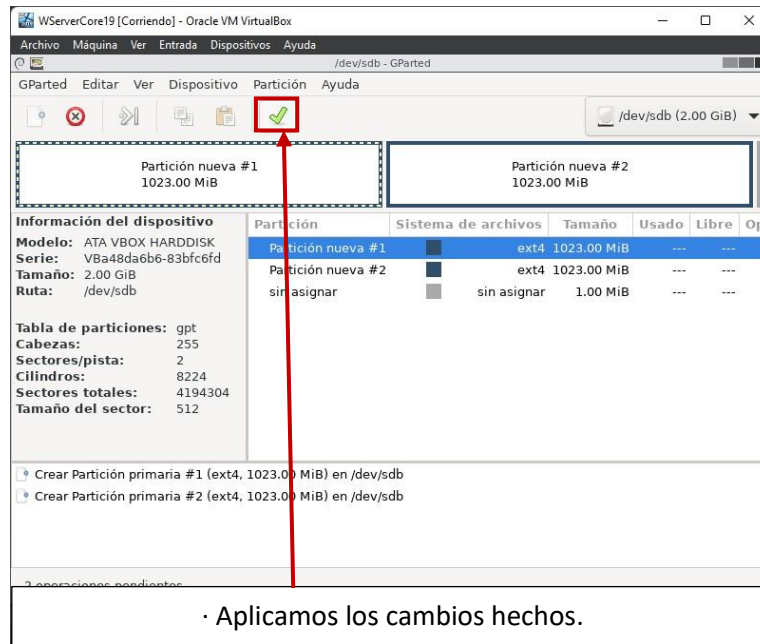 WServerCore19 [Corriendo] - Oracle VM VirtualBox
Archivo Máquina Ver Entrada Dispositivos Ayuda
/dev/sdb - GParted
GParted Editar Ver Dispositivo Partición Ayuda
/dev/sdb (2.00 GiB)
Partición nueva #1 Partición nueva #2
1023.00 MiB 1023.00 MiB
Información del dispositivo
Modelo: ATA VBOX HARDDISK
Serie: VBa48da6b6-83bfc6fd
Tamaño: 2.00 GiB
Ruta: /dev/sdb
Tabla de particiones: gpt
Cabezas: 255
Sectores/pista: 2
Cilindros: 8224
Sectores totales: 4194304
Tamaño del sector: 512
Partición Sistema de archivos Tamaño Usado Libre Op
Partición nueva #1 ext4 1023.00 MiB --- ---
Partición nueva #2 ext4 1023.00 MiB --- ---
sin asignar sin asignar 1.00 MiB --- ---
Crear Partición primaria #1 (ext4, 1023.00 MiB) en /dev/sdb
Crear Partición primaria #2 (ext4, 1023.00 MiB) en /dev/sdb
2 operaciones pendientes
· Aplicamos los cambios hechos.